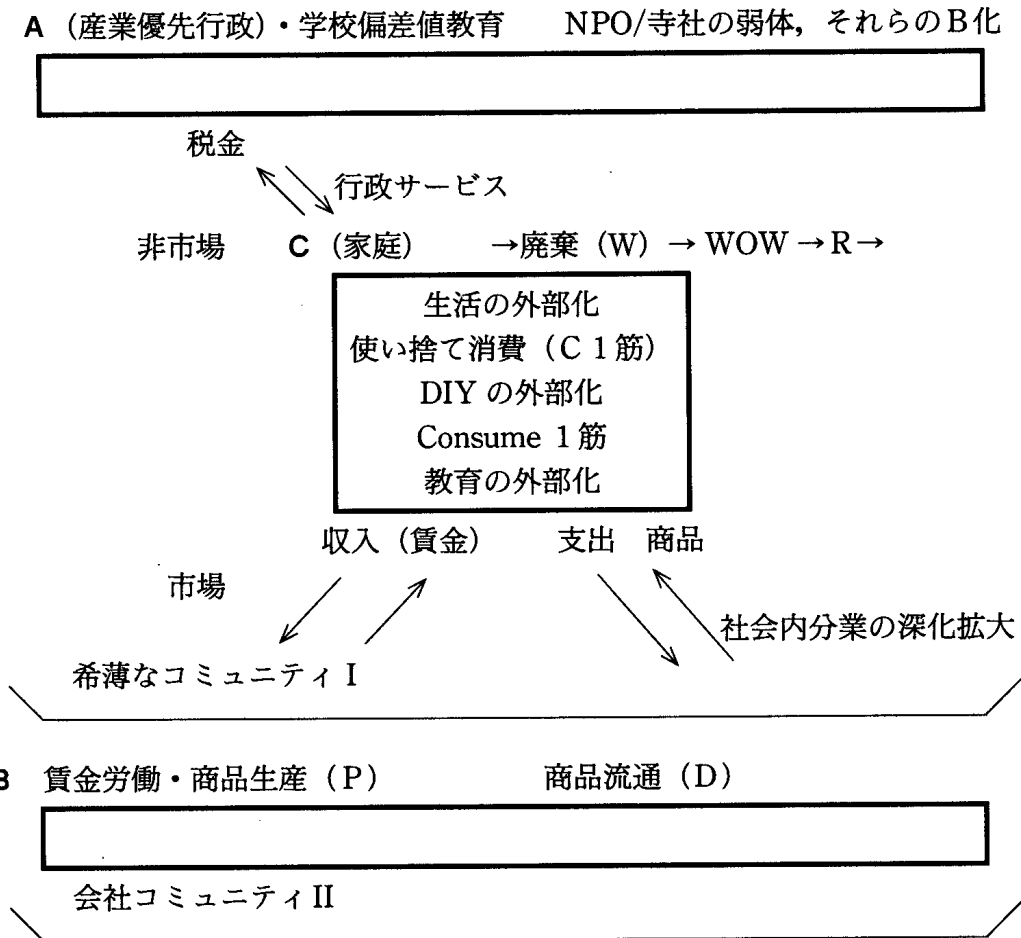 A（産業優先行政）・学校偏差値教育　NPO/寺社の弱体，それらのB化
税金
行政サービス
非市場　C（家庭）　→廃棄（W）→ WOW → R →
生活の外部化
使い捨て消費（C 1筋）
DIY の外部化
Consume 1筋
教育の外部化
収入（賃金）　支出　商品
市場
社会内分業の深化拡大
希薄なコミュニティ I
B　賃金労働・商品生産（P）　商品流通（D）
会社コミュニティ II